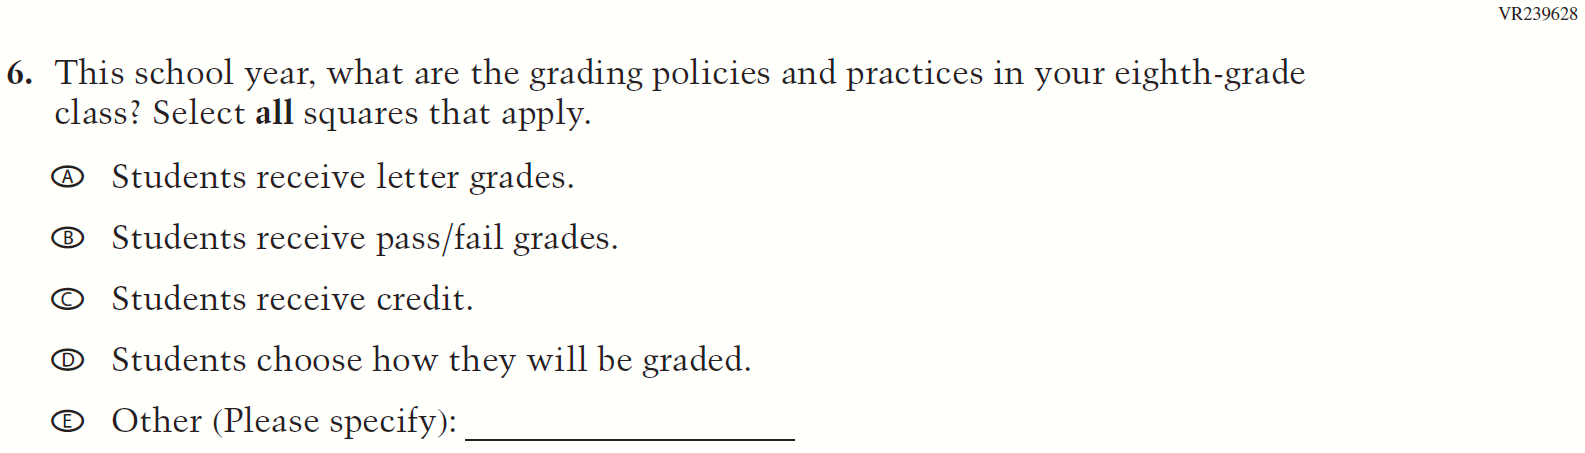 VR239628
6. This school year, what are the grading policies and practices in your eighth-grade
class? Select all squares that apply.
A Students receive letter grades.
B Students receive pass/fail grades.
C Students receive credit.
D Students choose how they will be graded.
E Other (Please specify):